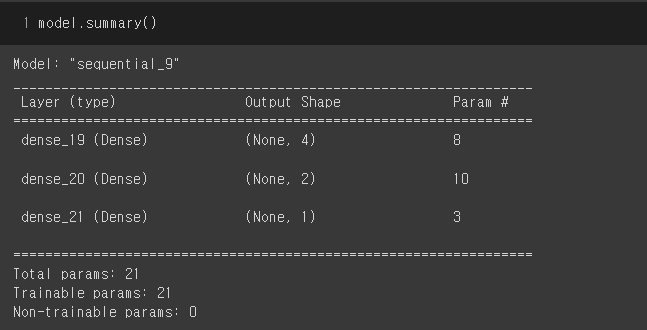 1 model.summary()
Model: "sequential_9"
_________________________________________________________________
Layer (type)                Output Shape              Param #
=================================================================
dense_19 (Dense)            (None, 4)                 8
dense_20 (Dense)            (None, 2)                 10
dense_21 (Dense)            (None, 1)                 3
=================================================================
Total params: 21
Trainable params: 21
Non-trainable params: 0